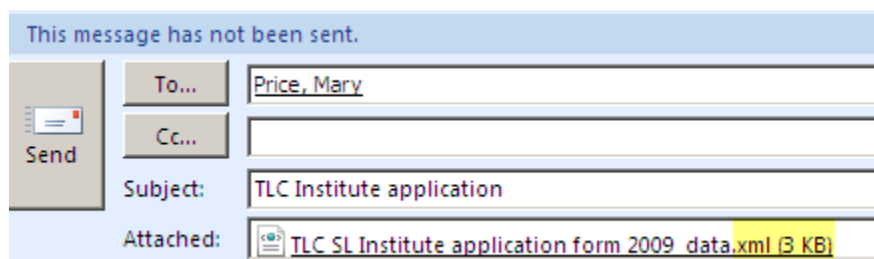 This message has not been sent.
To... Price, Mary
Cc...
Send
Subject: TLC Institute application
Attached: TLC SL Institute application form 2009_data.xml (3 KB)